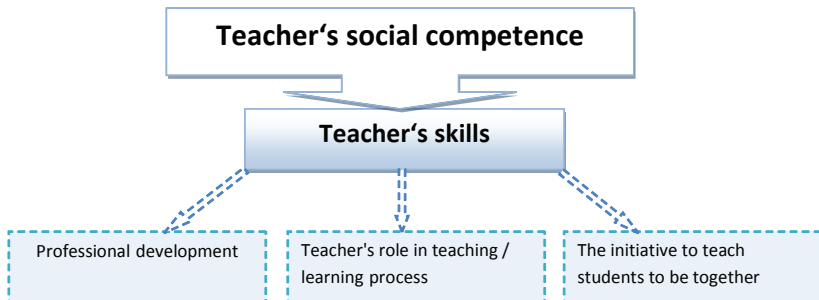 Teacher‘s social competence
Teacher‘s skills
Professional development
Teacher's role in teaching /
learning process
The initiative to teach
students to be together